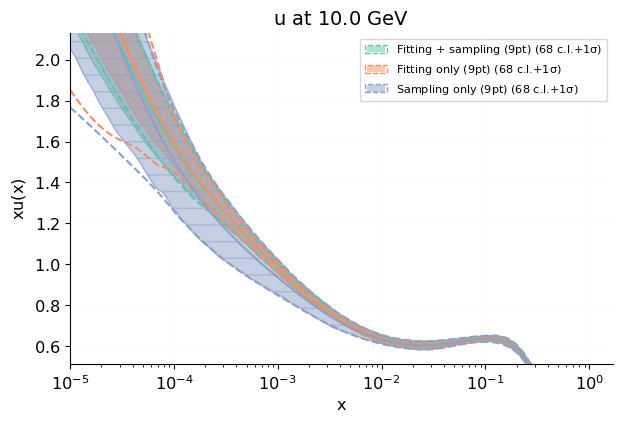 u at 10.0 GeV
Fitting + sampling (9pt) (68 c.l.+1σ)
Fitting only (9pt) (68 c.l.+1σ)
Sampling only (9pt) (68 c.l.+1σ)
xu(x)
2.0
1.8
1.6
1.4
1.2
1.0
0.8
0.6
10⁻⁵ 10⁻⁴ 10⁻³ 10⁻² 10⁻¹ 10⁰
x